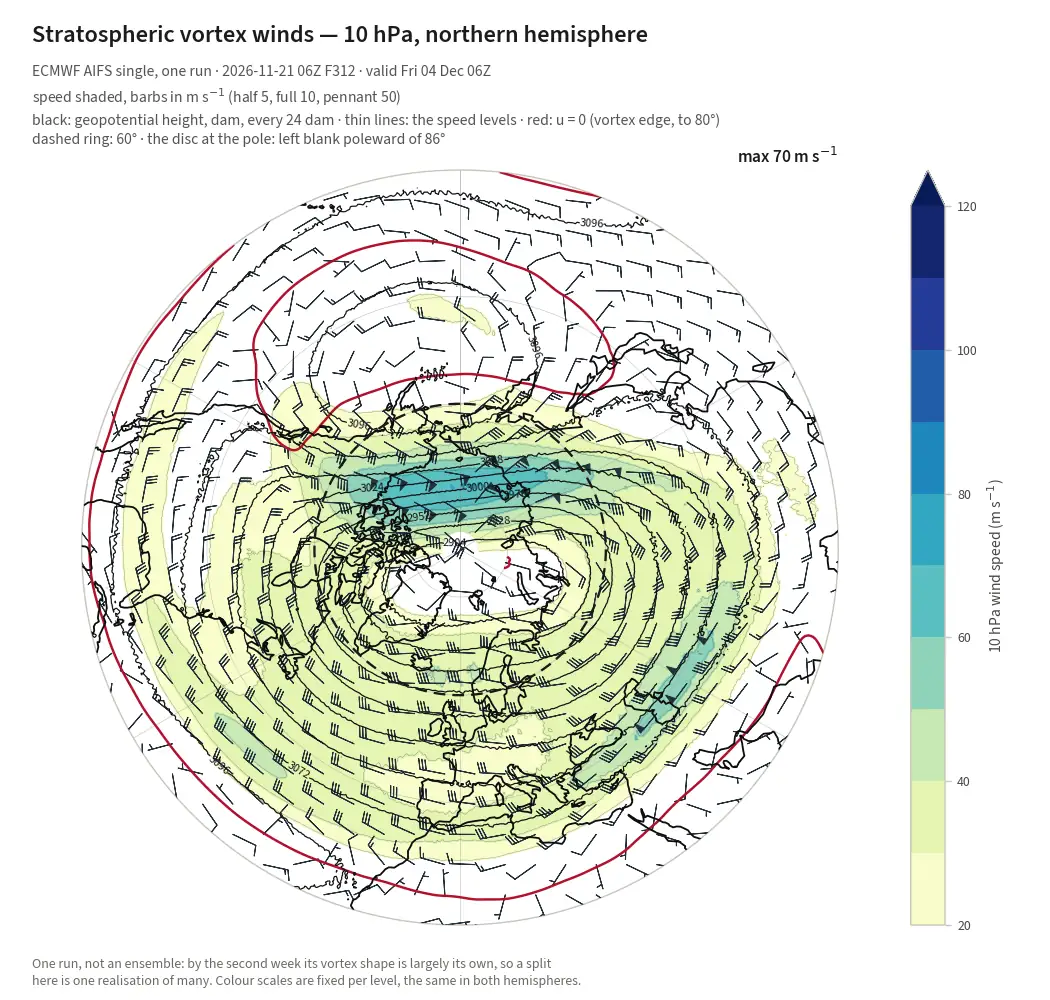 Stratospheric vortex winds — 10 hPa, northern hemisphere
ECMWF AIFS single, one run · 2026-11-21 06Z F312 · valid Fri 04 Dec 06Z
speed shaded, barbs in m s⁻¹ (half 5, full 10, pennant 50)
black: geopotential height, dam, every 24 dam · thin lines: the speed levels · red: u = 0 (vortex edge, to 80°)
dashed ring: 60° · the disc at the pole: left blank poleward of 86°
max 70 m s⁻¹
120
100
80
60
40
20
10 hPa wind speed (m s⁻¹)
3096
3096
3024
3000
2928
3072
3096
One run, not an ensemble: by the second week its vortex shape is largely its own, so a split
here is one realisation of many. Colour scales are fixed per level, the same in both hemispheres.